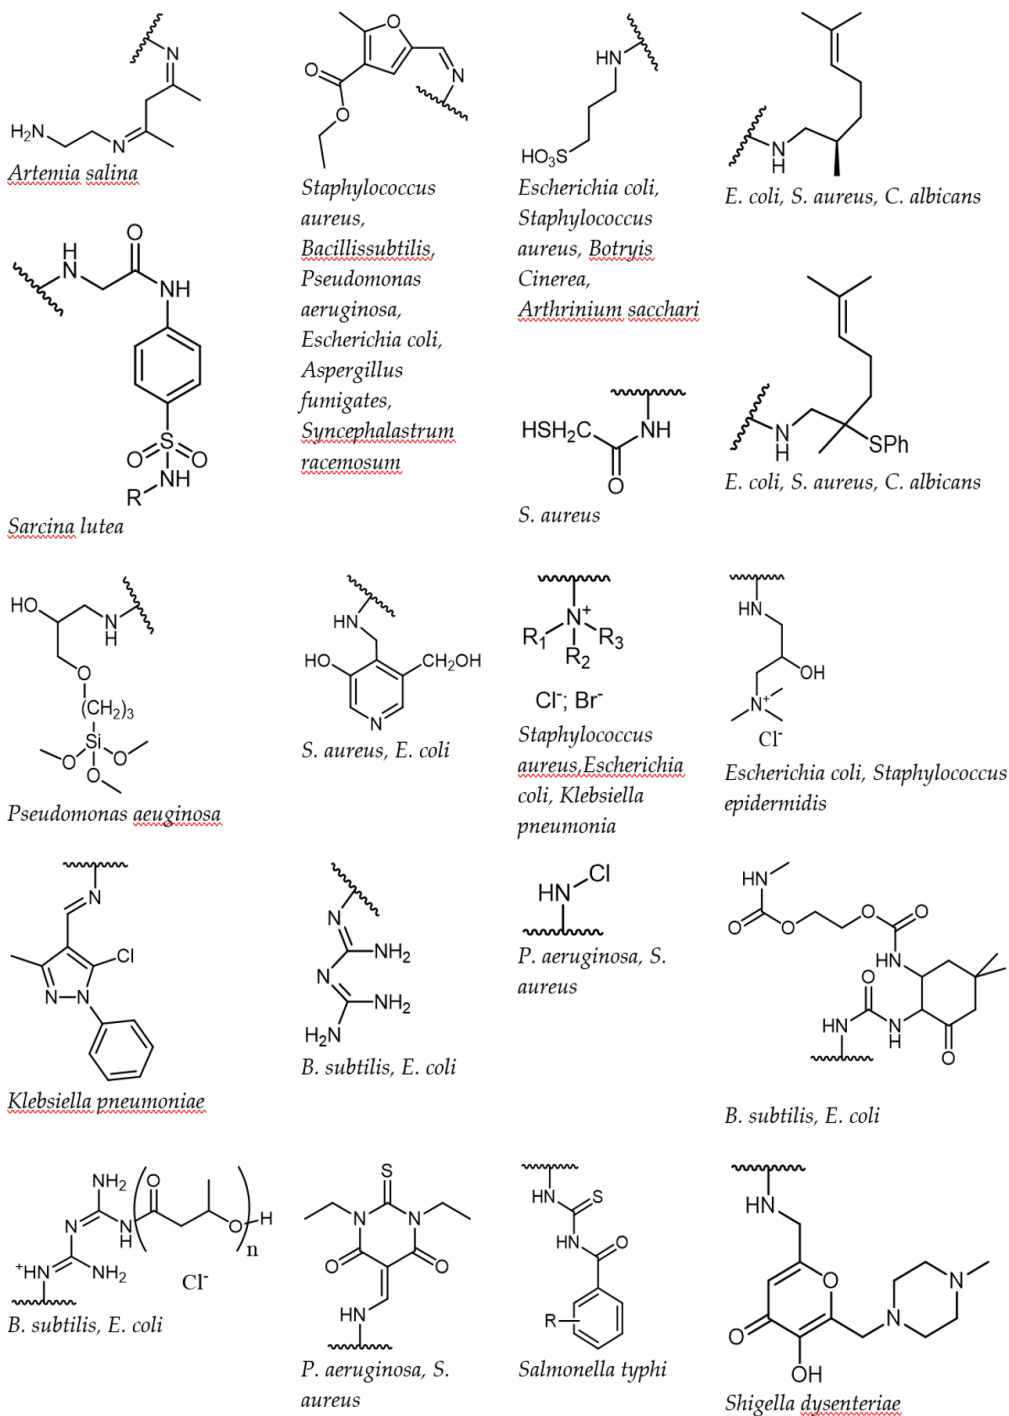 N
H₂N
N
Artemia salina
O
N
O
O
Staphylococcus
aureus,
Bacillissubtilis,
Pseudomonas
aeruginosa,
Escherichia coli,
Aspergillus
fumigates,
Syncephalastrum
racemosum
HN
HO₃S
Escherichia coli,
Staphylococcus
aureus, Botryis
Cinerea,
Arthrinium sacchari
N
H
E. coli, S. aureus, C. albicans
O
H
N
NH
S
O
O
NH
R
Sarcina lutea
HSH₂C
NH
O
S. aureus
N
H
SPh
E. coli, S. aureus, C. albicans
HO
N
H
O
(CH₂)₃
Si
O
O
O
Pseudomonas aeuginosa
HN
HO
CH₂OH
N
S. aureus, E. coli
N⁺
R₁
R₃
R₂
Cl⁻; Br⁻
Staphylococcus
aureus,Escherichia
coli, Klebsiella
pneumonia
HN
OH
N⁺
Cl⁻
Escherichia coli, Staphylococcus
epidermidis
N
Cl
N
N
Klebsiella pneumoniae
N
NH₂
N
NH₂
H₂N
B. subtilis, E. coli
Cl
HN
P. aeruginosa, S.
aureus
HN
O
O
O
O
HN
O
HN
N
H
O
B. subtilis, E. coli
NH₂
O
N
N
H
O
H
n
⁺HN
NH₂
Cl⁻
B. subtilis, E. coli
S
N
N
O
O
HN
P. aeruginosa, S.
aureus
HN
S
HN
O
R
Salmonella typhi
HN
O
N
N
O
OH
Shigella dysenteriae